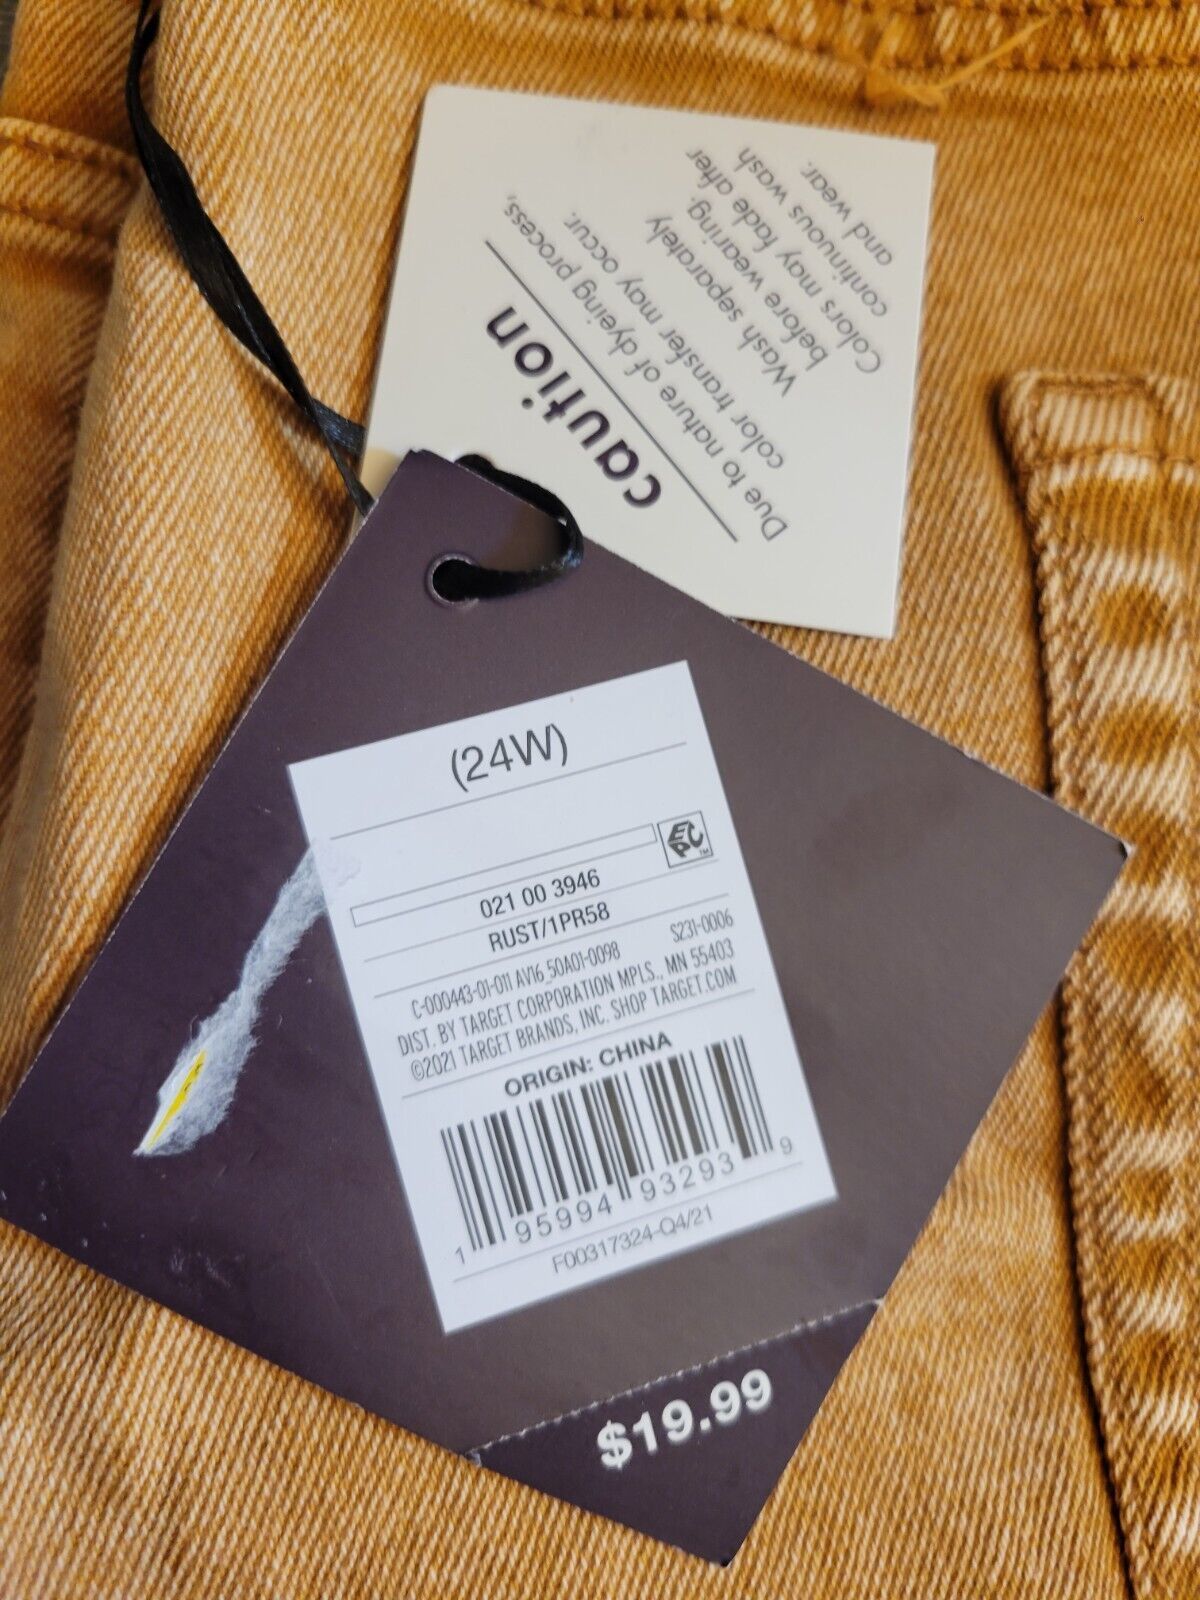 caution
Due to nature of dyeing process,
color transfer may occur.
Wash separately
before wearing.
Colors may fade after
continuous wash
and wear.
(24W)
EPC™
021 00 3946
RUST/1PR58
C-000443-01-011 AV16_50A01-0098 S231-0006
DIST. BY TARGET CORPORATION MPLS., MN 55403
©2021 TARGET BRANDS, INC. SHOP TARGET.COM
ORIGIN: CHINA
1 95994 93293 9
F00317324-Q4/21
$19.99